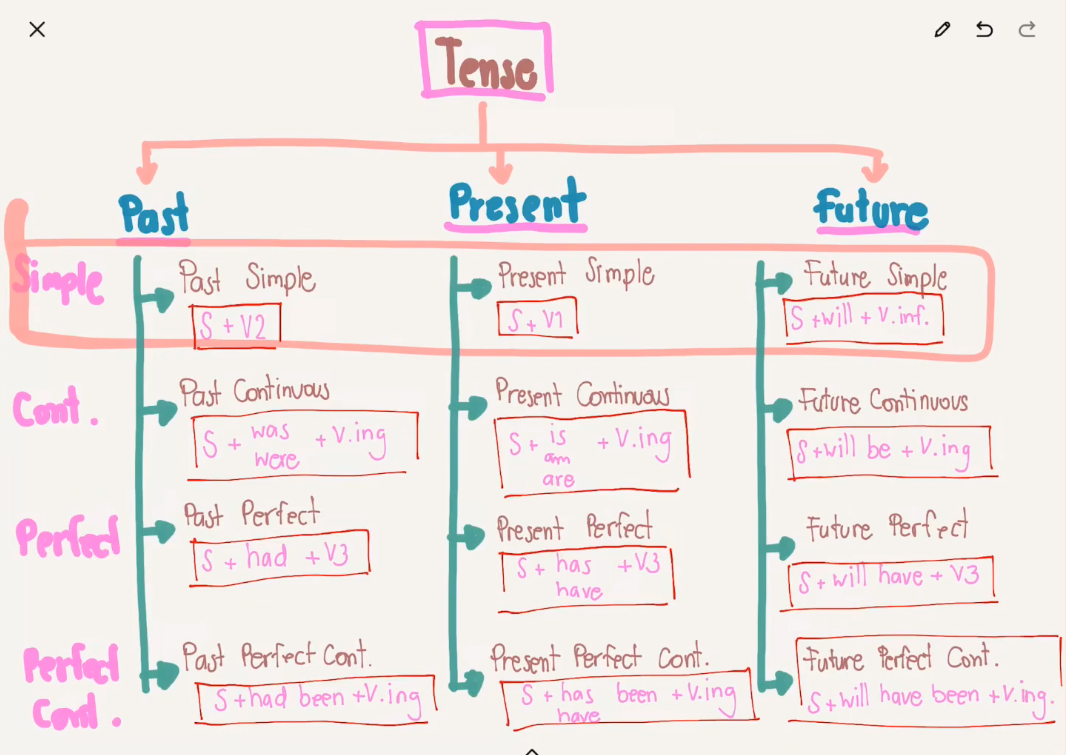 Tense
Past
Present
Future
Simple
Past Simple
S + V2
Present Simple
S + V1
Future Simple
S + will + V.inf.
Cont.
Past Continuous
S + was + V.ing
were
Present Continuous
S + is + V.ing
am
are
Future Continuous
S + will be + V.ing
Perfect
Past Perfect
S + had + V3
Present Perfect
S + has + V3
have
Future Perfect
S + will have + V3
Perfect
Cont.
Past Perfect Cont.
S + had been + V.ing
Present Perfect Cont.
S + has been + V.ing
have
Future Perfect Cont.
S + will have been + V.ing.